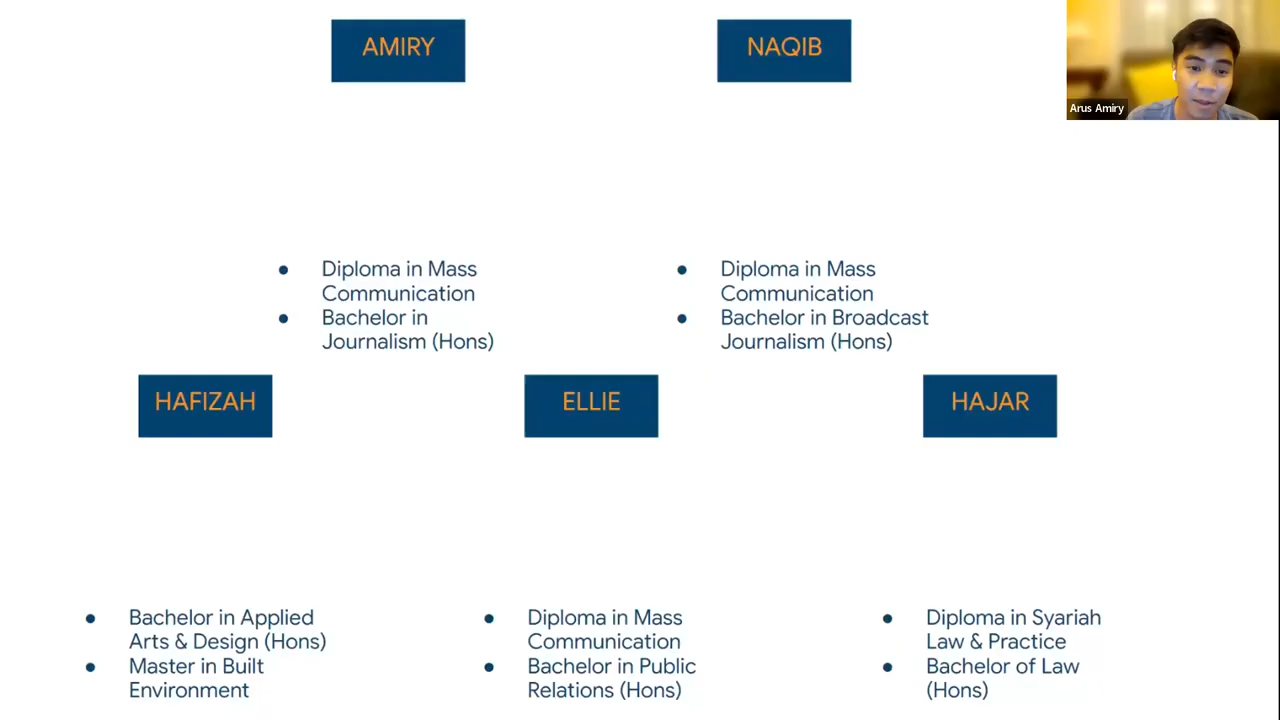 AMIRY
NAQIB
Arus Amiry
● Diploma in Mass
Communication
● Bachelor in
Journalism (Hons)
● Diploma in Mass
Communication
● Bachelor in Broadcast
Journalism (Hons)
HAFIZAH
ELLIE
HAJAR
● Bachelor in Applied
Arts & Design (Hons)
● Master in Built
Environment
● Diploma in Mass
Communication
● Bachelor in Public
Relations (Hons)
● Diploma in Syariah
Law & Practice
● Bachelor of Law
(Hons)